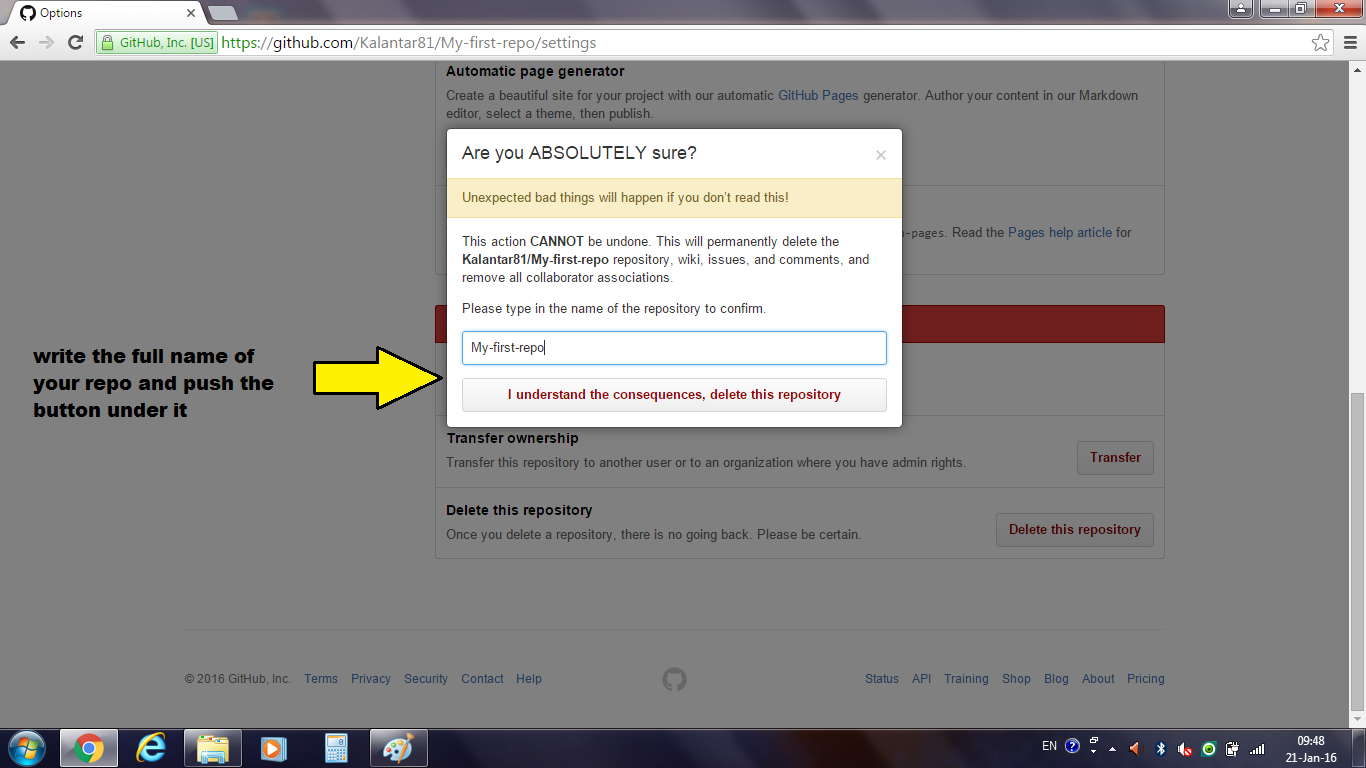 Options
GitHub, Inc. [US] https://github.com/Kalantar81/My-first-repo/settings
Automatic page generator
Create a beautiful site for your project with our automatic GitHub Pages generator. Author your content in our Markdown
editor, select a theme, then publish.
Are you ABSOLUTELY sure?
Unexpected bad things will happen if you don't read this!
This action CANNOT be undone. This will permanently delete the
Kalantar81/My-first-repo repository, wiki, issues, and comments, and
remove all collaborator associations.
-pages. Read the Pages help article for
Please type in the name of the repository to confirm.
My-first-repo
I understand the consequences, delete this repository
write the full name of
your repo and push the
button under it
Transfer ownership
Transfer this repository to another user or to an organization where you have admin rights.
Transfer
Delete this repository
Once you delete a repository, there is no going back. Please be certain.
Delete this repository
© 2016 GitHub, Inc. Terms Privacy Security Contact Help
Status API Training Shop Blog About Pricing
EN
09:48
21-Jan-16